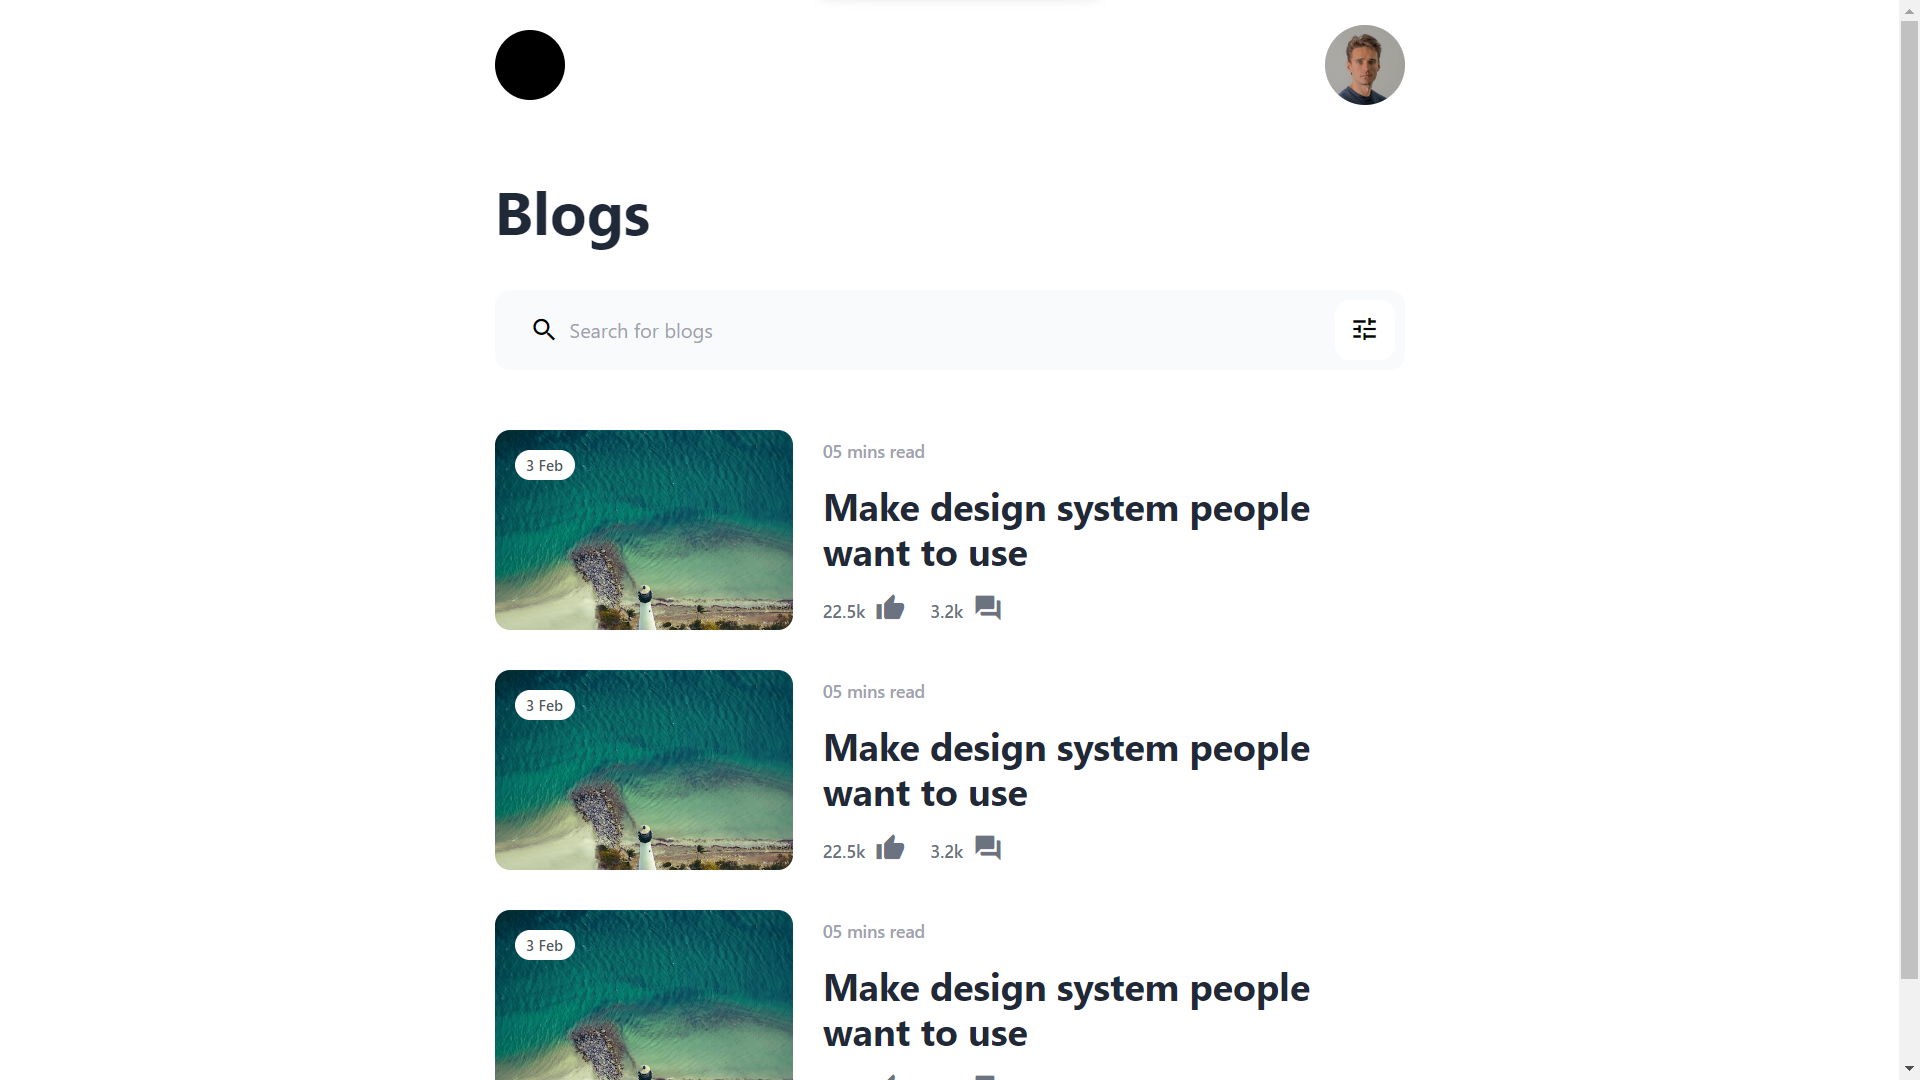 Blogs
Search for blogs
3 Feb
05 mins read
Make design system people
want to use
22.5k
3.2k
3 Feb
05 mins read
Make design system people
want to use
22.5k
3.2k
3 Feb
05 mins read
Make design system people
want to use